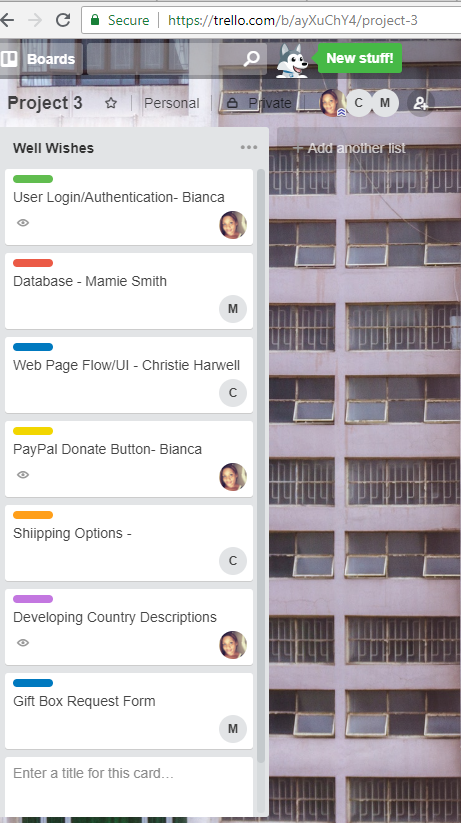 Secure https://trello.com/b/ayXuChY4/project-3
Boards New stuff!
Project 3 Personal Private C M
Well Wishes + Add another list
User Login/Authentication- Bianca
Database - Mamie Smith
M
Web Page Flow/UI - Christie Harwell
C
PayPal Donate Button- Bianca
Shiipping Options -
C
Developing Country Descriptions
Gift Box Request Form
M
Enter a title for this card…